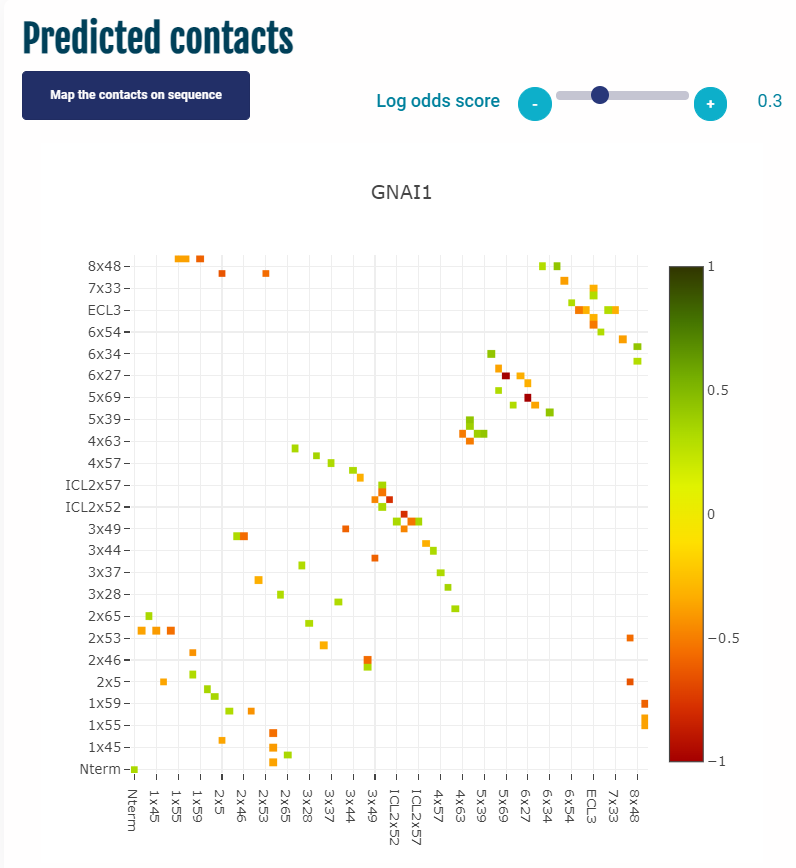 Predicted contacts
Map the contacts on sequence
Log odds score
-
+
0.3
GNAI1
8x48
7x33
ECL3
6x54
6x34
6x27
5x69
5x39
4x63
4x57
ICL2x57
ICL2x52
3x49
3x44
3x37
3x28
2x65
2x53
2x46
2x5
1x59
1x55
1x45
Nterm
Nterm
1x45
1x55
1x59
2x5
2x46
2x53
2x65
3x28
3x37
3x44
3x49
ICL2x52
ICL2x57
4x57
4x63
5x39
5x69
6x27
6x34
6x54
ECL3
7x33
8x48
1
0.5
0
−0.5
−1